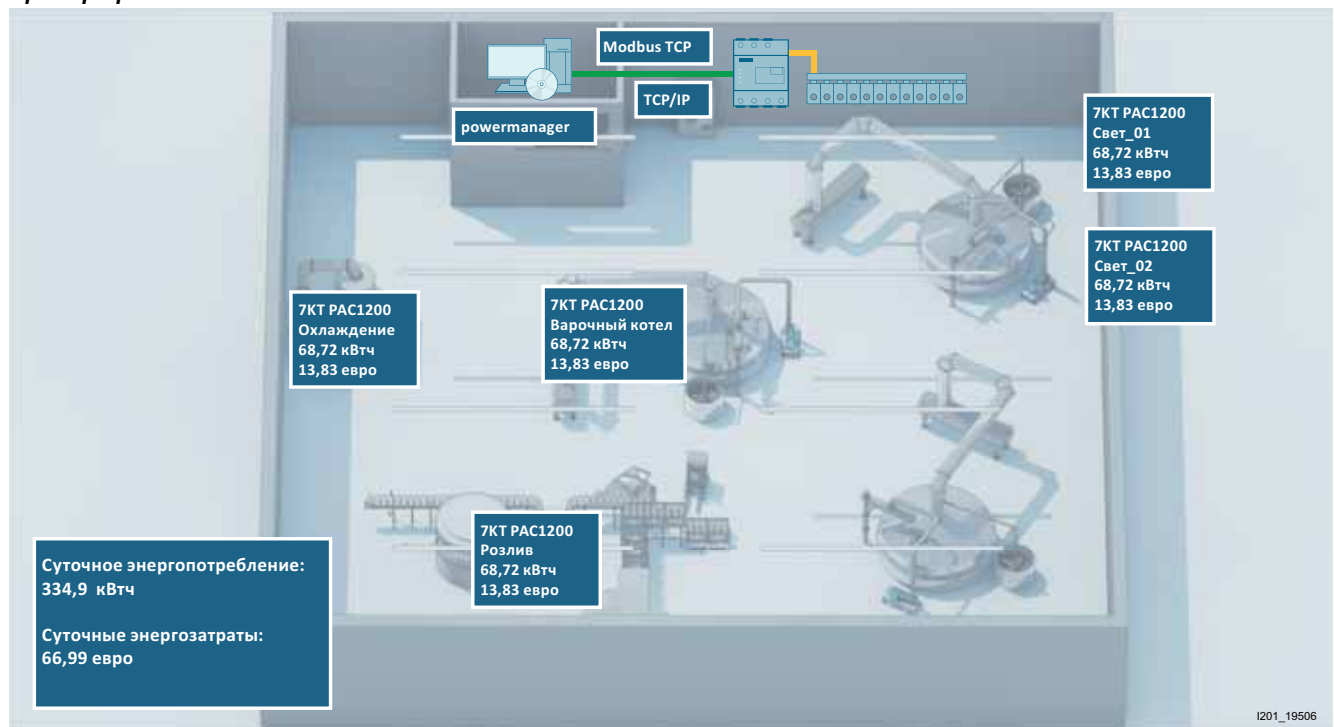 Modbus TCP
TCP/IP
powermanager
7KT PAC1200
Свет_01
68,72 кВтч
13,83 евро
7KT PAC1200
Свет_02
68,72 кВтч
13,83 евро
7KT PAC1200
Охлаждение
68,72 кВтч
13,83 евро
7KT PAC1200
Варочный котел
68,72 кВтч
13,83 евро
7KT PAC1200
Розлив
68,72 кВтч
13,83 евро
Суточное энергопотребление:
334,9 кВтч
Суточные энергозатраты:
66,99 евро
I201_19506